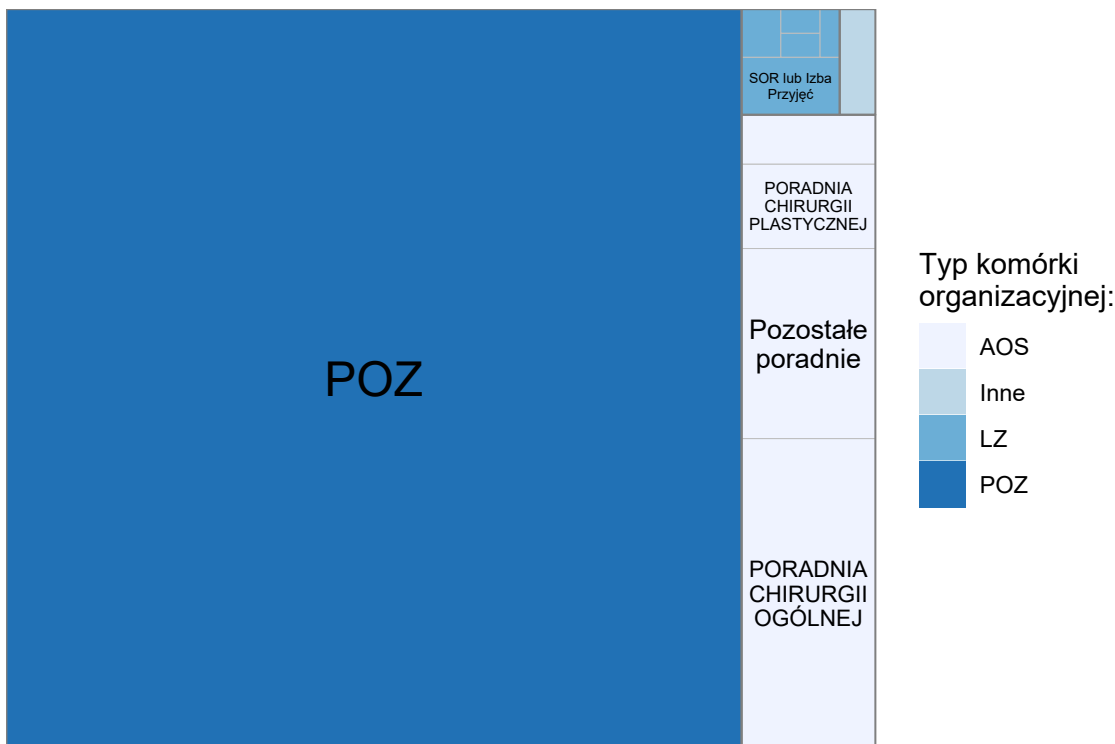 POZ
SOR lub Izba
Przyjęć
PORADNIA
CHIRURGII
PLASTYCZNEJ
Pozostałe
poradnie
PORADNIA
CHIRURGII
OGÓLNEJ
Typ komórki
organizacyjnej:
AOS
Inne
LZ
POZ